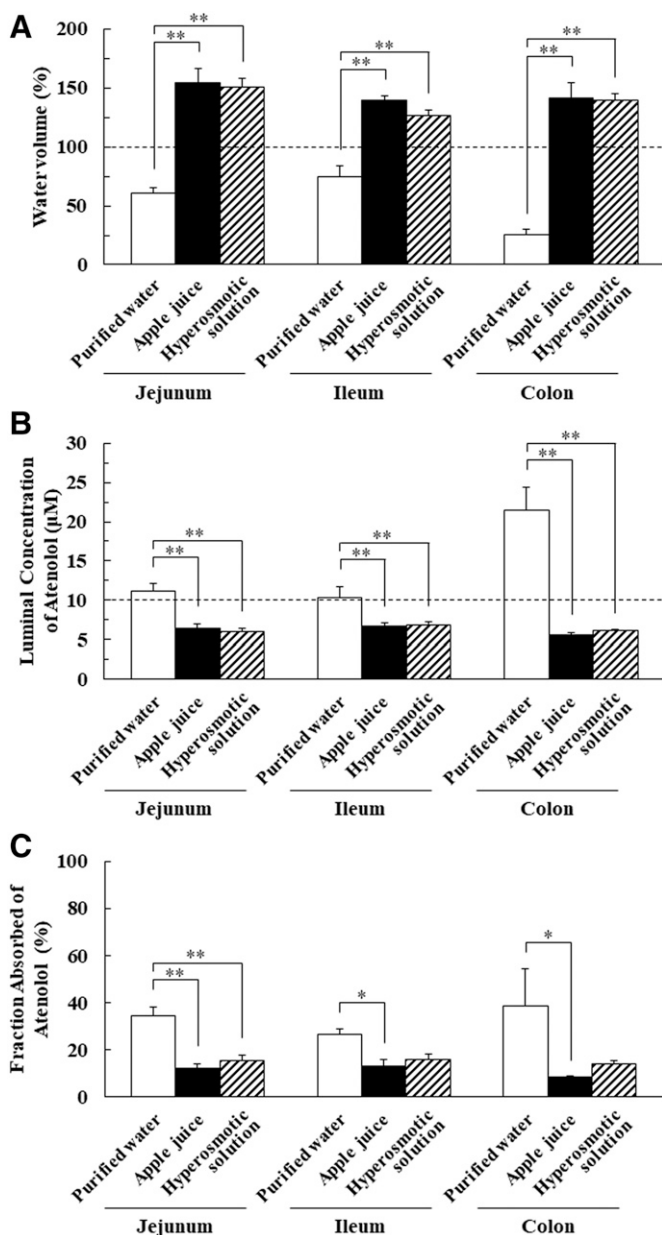 A
Water volume (%)
200
150
100
50
0
** ** ** ** ** **
Purified water Apple juice Hyperosmotic solution Purified water Apple juice Hyperosmotic solution Purified water Apple juice Hyperosmotic solution
Jejunum Ileum Colon
B
Luminal Concentration
of Atenolol (μM)
30
25
20
15
10
5
0
** ** ** ** ** **
Purified water Apple juice Hyperosmotic solution Purified water Apple juice Hyperosmotic solution Purified water Apple juice Hyperosmotic solution
Jejunum Ileum Colon
C
Fraction Absorbed of
Atenolol (%)
100
80
60
40
20
0
** ** * *
Purified water Apple juice Hyperosmotic solution Purified water Apple juice Hyperosmotic solution Purified water Apple juice Hyperosmotic solution
Jejunum Ileum Colon